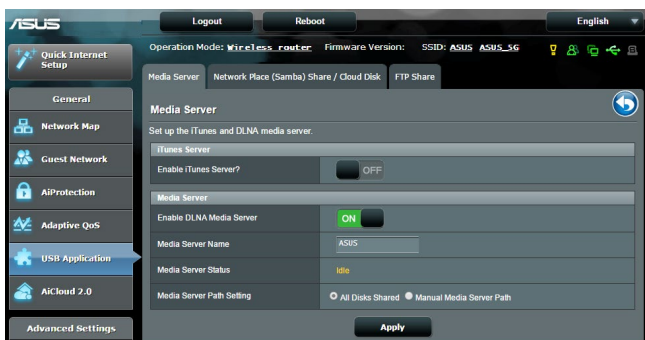 ASUS
Logout
Reboot
English
Quick Internet Setup
Operation Mode: Wireless router Firmware Version: SSID: ASUS ASUS_5G
Media Server
Network Place (Samba) Share / Cloud Disk
FTP Share
General
Network Map
Guest Network
AiProtection
Adaptive QoS
USB Application
AiCloud 2.0
Advanced Settings
Media Server
Set up the iTunes and DLNA media server.
iTunes Server
Enable iTunes Server?
OFF
Media Server
Enable DLNA Media Server
ON
Media Server Name
ASUS
Media Server Status
Idle
Media Server Path Setting
All Disks Shared
Manual Media Server Path
Apply